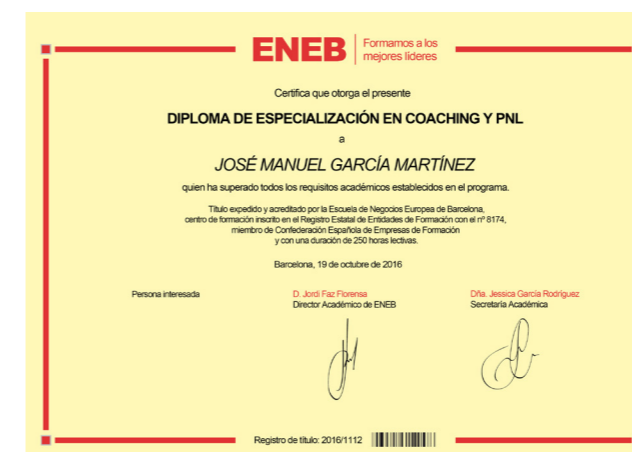 ENEB
Formamos a los
mejores líderes
Certifica que otorga el presente
DIPLOMA DE ESPECIALIZACIÓN EN COACHING Y PNL
a
JOSÉ MANUEL GARCÍA MARTÍNEZ
quien ha superado todos los requisitos académicos establecidos en el programa.
Título expedido y acreditado por la Escuela de Negocios Europea de Barcelona,
centro de formación inscrito en el Registro Estatal de Entidades de Formación con el nº 8174,
miembro de Confederación Española de Empresas de Formación
y con una duración de 250 horas lectivas.
Barcelona, 19 de octubre de 2016
Persona interesada
D. Jordi Faz Florensa
Director Académico de ENEB
Dña. Jessica García Rodríguez
Secretaría Académica
Registro de título: 2016/1112